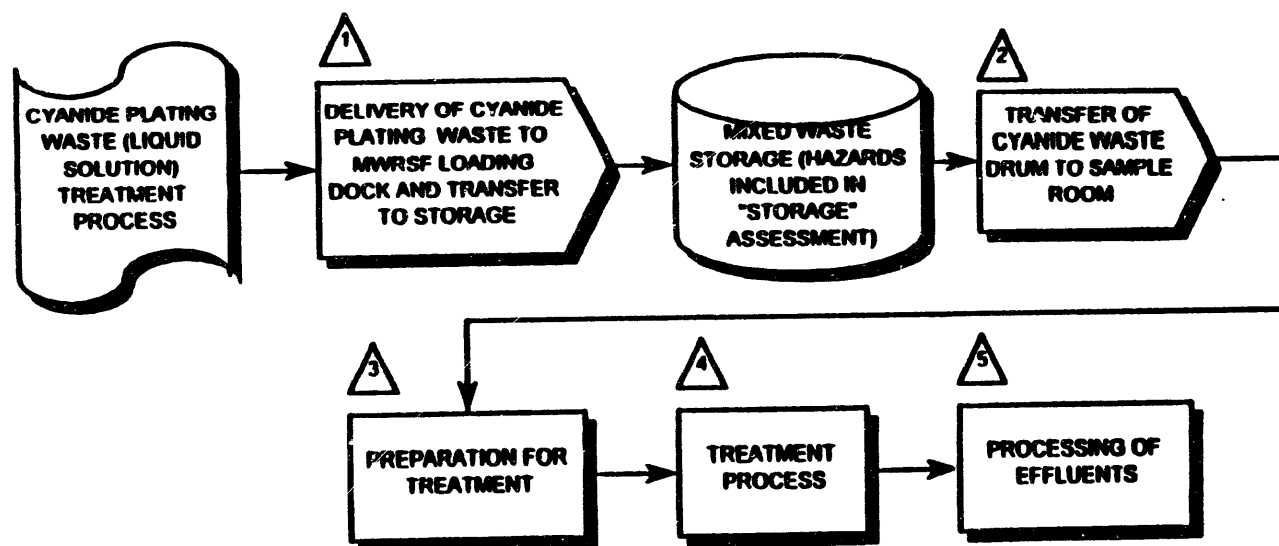 1
2
CYANIDE PLATING
WASTE (LIQUID
SOLUTION)
TREATMENT
PROCESS
DELIVERY OF CYANIDE
PLATING WASTE TO
MWRSF LOADING
DOCK AND TRANSFER
TO STORAGE
MIXED WASTE
STORAGE (HAZARDS
INCLUDED IN
"STORAGE"
ASSESSMENT)
TRANSFER OF
CYANIDE WASTE
DRUM TO SAMPLE
ROOM
3
4
5
PREPARATION FOR
TREATMENT
TREATMENT
PROCESS
PROCESSING OF
EFFLUENTS